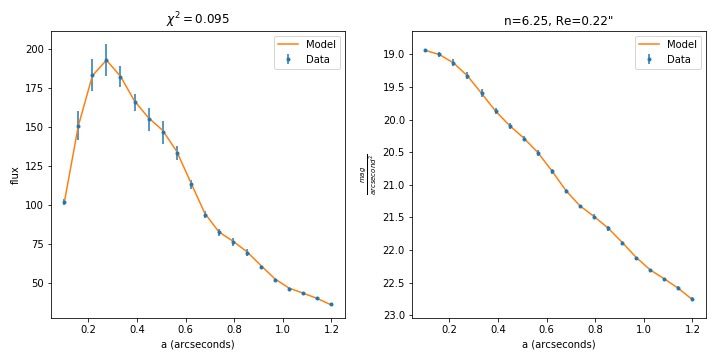 χ² = 0.095
flux
200
175
150
125
100
75
50
0.2 0.4 0.6 0.8 1.0 1.2
a (arcseconds)
Model
Data
n=6.25, Re=0.22"
mag
arcsecond²
19.0
19.5
20.0
20.5
21.0
21.5
22.0
22.5
23.0
0.2 0.4 0.6 0.8 1.0 1.2
a (arcseconds)
Model
Data